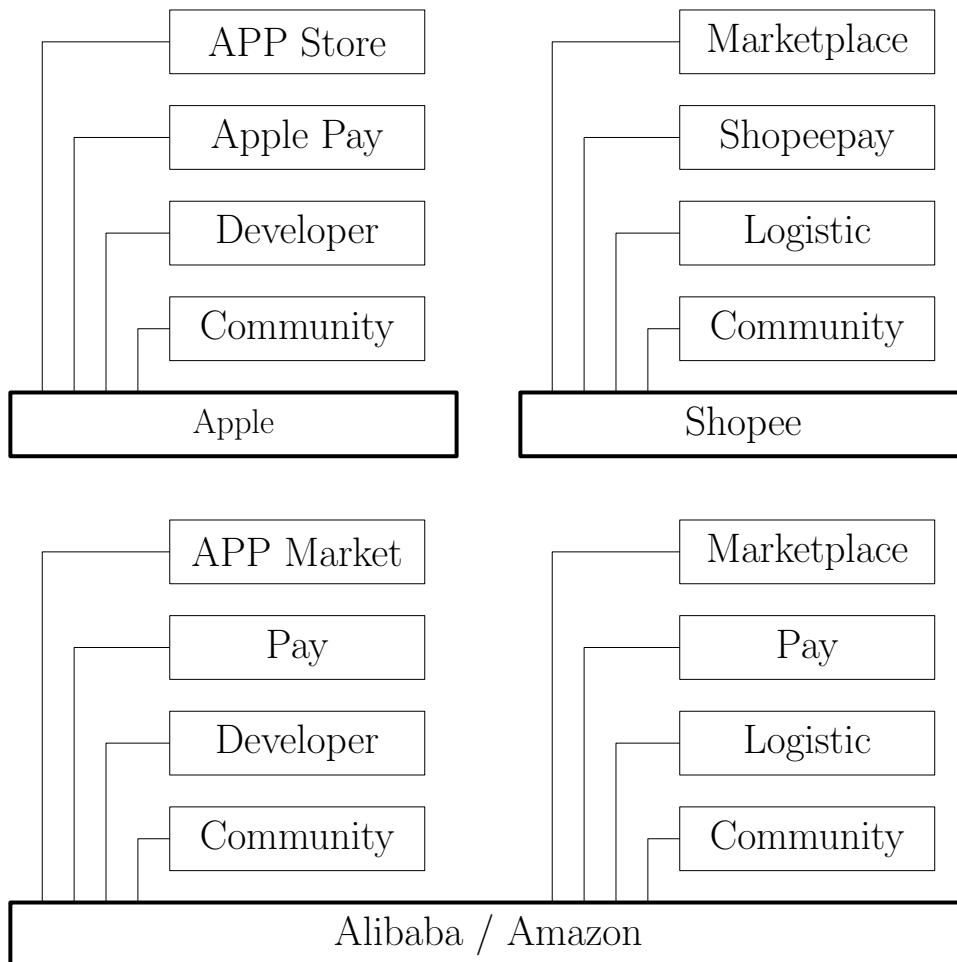 APP Store
Apple Pay
Developer
Community
Apple
Marketplace
Shopeepay
Logistic
Community
Shopee
APP Market
Pay
Developer
Community
Marketplace
Pay
Logistic
Community
Alibaba / Amazon